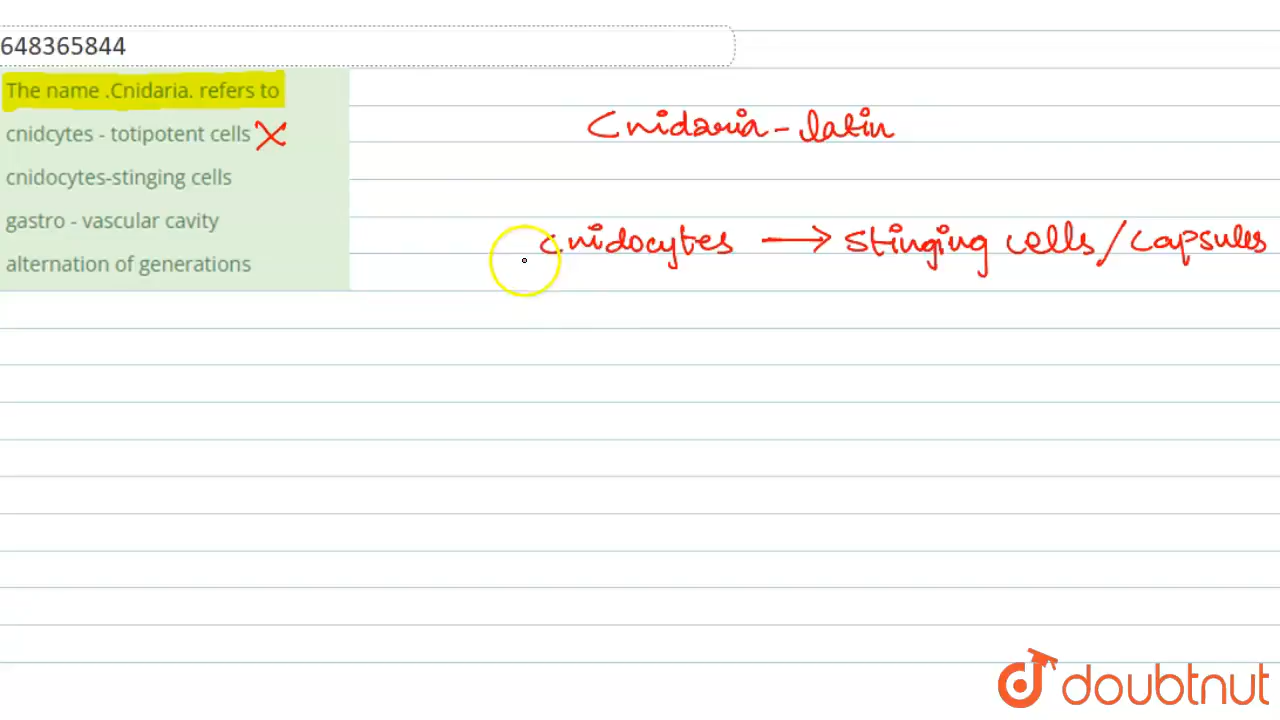 648365844
The name .Cnidaria. refers to
cnidcytes - totipotent cells
cnidocytes-stinging cells
gastro - vascular cavity
alternation of generations
Cnidaria - latin
cnidocytes → stinging cells/capsules
doubtnut